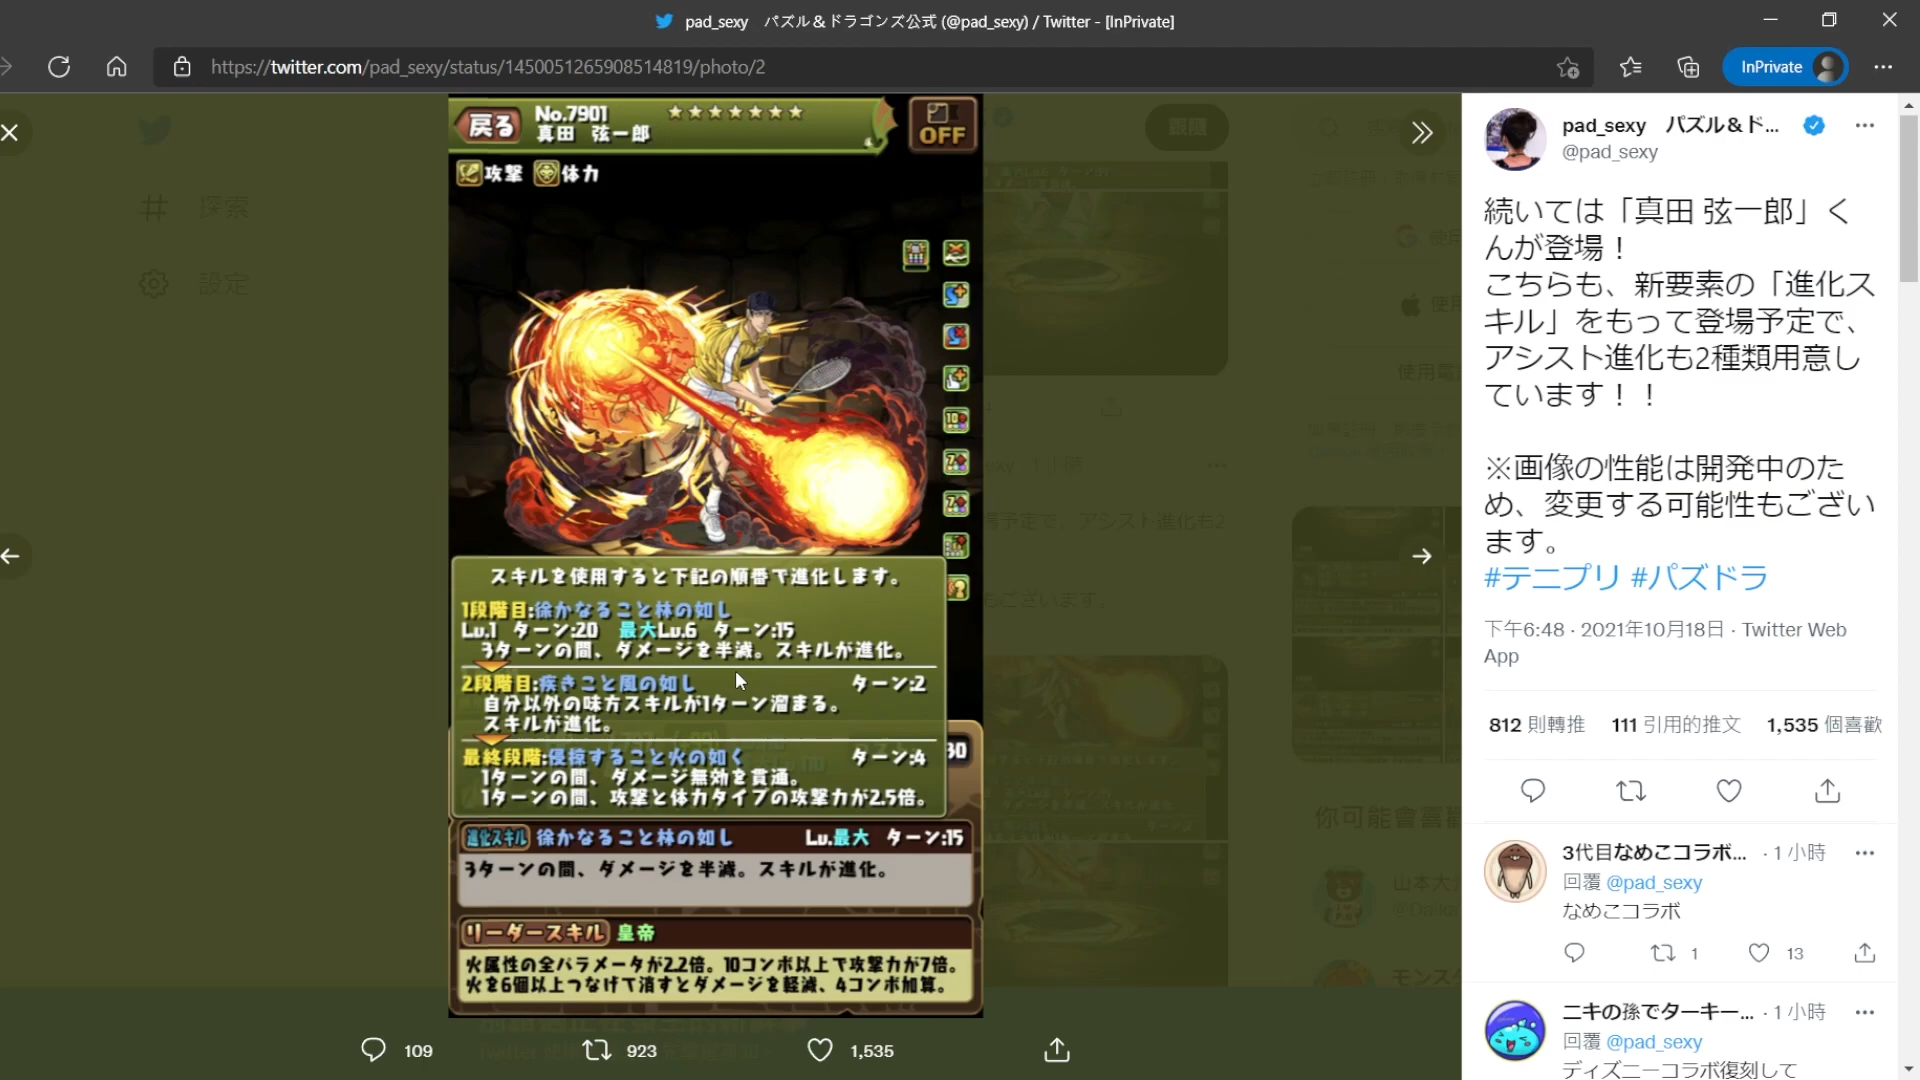 pad_sexy　パズル＆ドラゴンズ公式 (@pad_sexy) / Twitter - [InPrivate]
https://twitter.com/pad_sexy/status/1450051265908514819/photo/2
InPrivate
戻る
No.7901
真田　弦一郎
OFF
攻撃 体力
探索
設定
スキルを使用すると下記の順番で進化します。
1段階目:徐かなること林の如し
Lv.1 ターン:20 最大Lv.6 ターン:15
3ターンの間、ダメージを半減。スキルが進化。
2段階目:疾きこと風の如し ターン:2
自分以外の味方スキルが1ターン溜まる。
スキルが進化。
最終段階:侵掠すること火の如く ターン:4
1ターンの間、ダメージ無効を貫通。
1ターンの間、攻撃と体力タイプの攻撃力が2.5倍。
進化スキル 徐かなること林の如し Lv.最大 ターン:15
3ターンの間、ダメージを半減。スキルが進化。
リーダースキル 皇帝
火属性の全パラメータが2.2倍。10コンボ以上で攻撃力が7倍。
火を6個以上つなげて消すとダメージを軽減、4コンボ加算。
109
923
1,535
pad_sexy　パズル＆ド...
@pad_sexy
続いては「真田 弦一郎」く
んが登場！
こちらも、新要素の「進化ス
キル」をもって登場予定で、
アシスト進化も2種類用意し
ています！！
※画像の性能は開発中のた
め、変更する可能性もござい
ます。
#テニプリ #パズドラ
下午6:48 · 2021年10月18日 · Twitter Web
App
812 則轉推 111 引用的推文 1,535 個喜歡
3代目なめこコラボ... · 1 小時
回覆 @pad_sexy
なめこコラボ
1
13
ニキの孫でターキー... · 1 小時
回覆 @pad_sexy
ディズニーコラボ復刻して